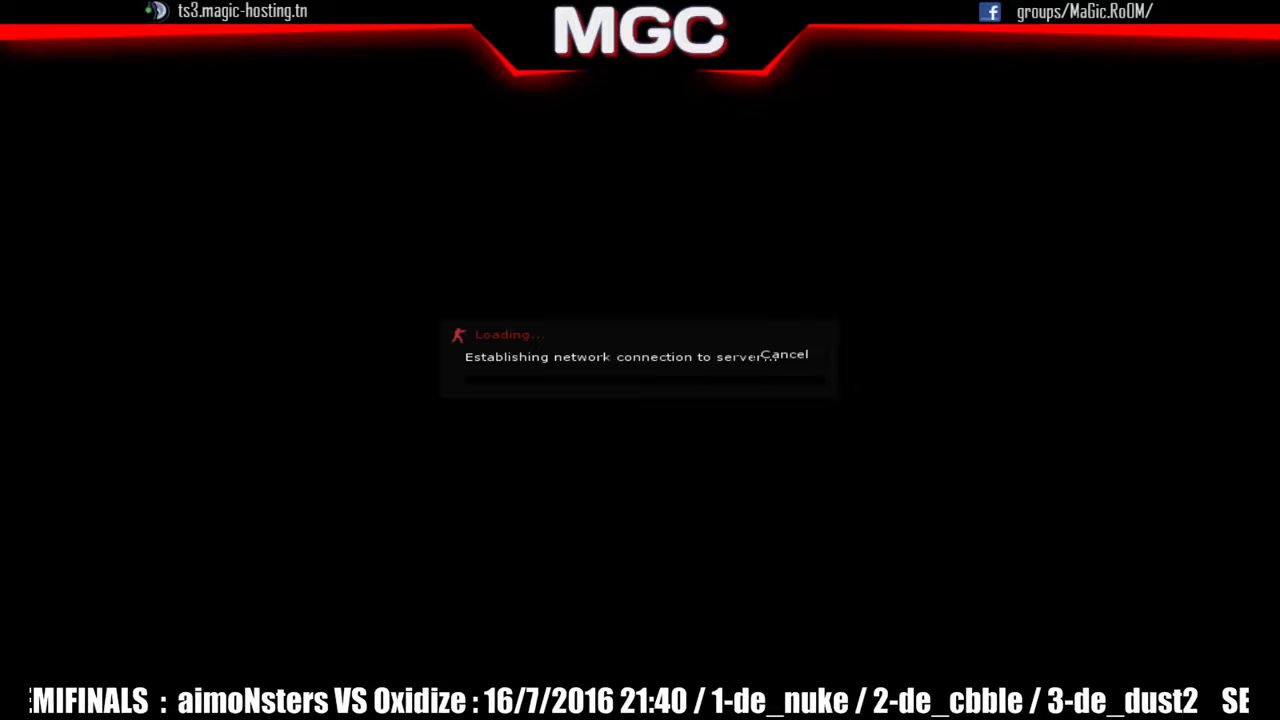 ts3.magic-hosting.tn
MGC
groups/MaGic.RoOM/
Loading...
Establishing network connection to server...
Cancel
EMIFINALS : aimoNsters VS Oxidize : 16/7/2016 21:40 / 1-de_nuke / 2-de_cbble / 3-de_dust2 SE